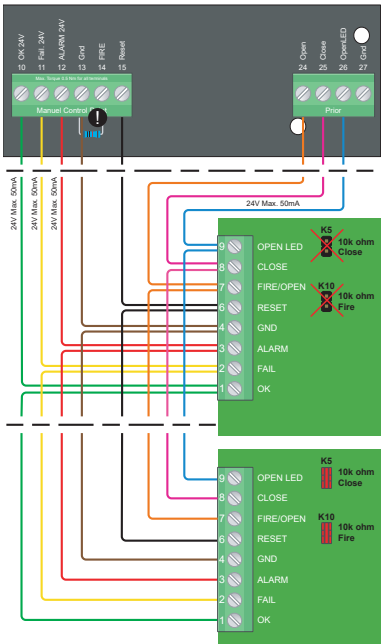 OK 24V
Fail. 24V
ALARM 24V
Gnd
FIRE
Reset
10 11 12 13 14 15
Open
Close
OpenLED
Gnd
24 25 26 27
Max. Torque 0.5 Nm for all terminals
Manuel Control
!
Prior
24V Max. 50mA
24V Max. 50mA
24V Max. 50mA
24V Max. 50mA
K5
10k ohm
Close
K10
10k ohm
Fire
9 OPEN LED
8 CLOSE
7 FIRE/OPEN
6 RESET
4 GND
3 ALARM
2 FAIL
1 OK
K5
10k ohm
Close
K10
10k ohm
Fire
9 OPEN LED
8 CLOSE
7 FIRE/OPEN
6 RESET
4 GND
3 ALARM
2 FAIL
1 OK